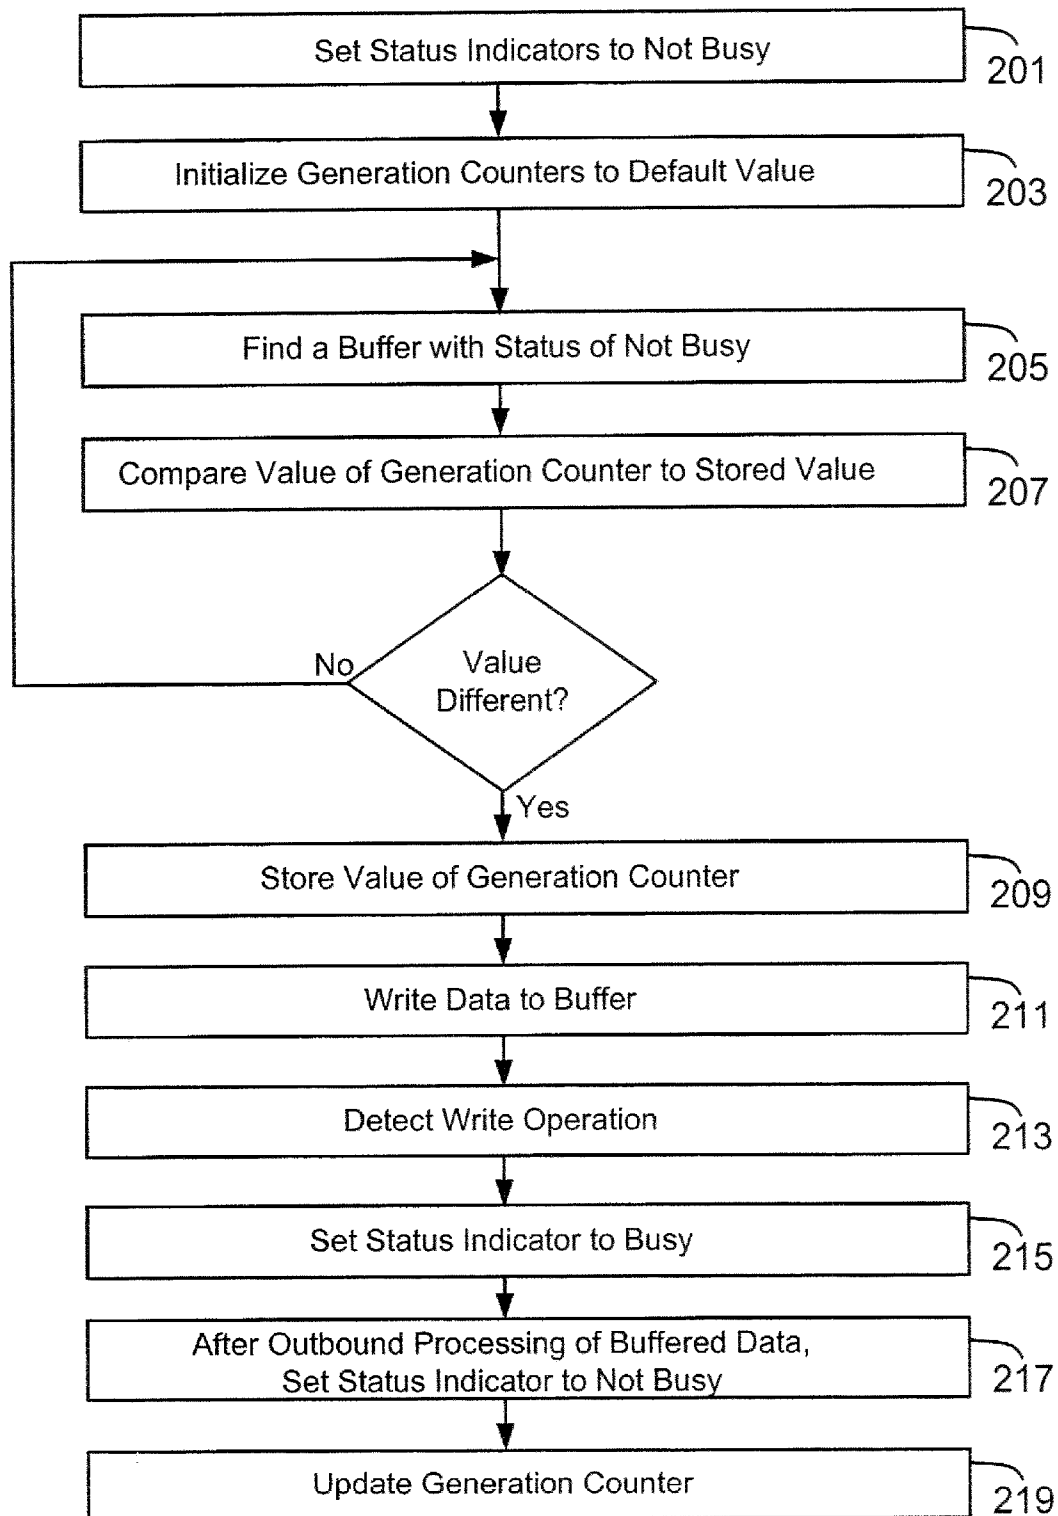 Set Status Indicators to Not Busy
201
Initialize Generation Counters to Default Value
203
Find a Buffer with Status of Not Busy
205
Compare Value of Generation Counter to Stored Value
207
No
Value
Different?
Yes
Store Value of Generation Counter
209
Write Data to Buffer
211
Detect Write Operation
213
Set Status Indicator to Busy
215
After Outbound Processing of Buffered Data,
Set Status Indicator to Not Busy
217
Update Generation Counter
219